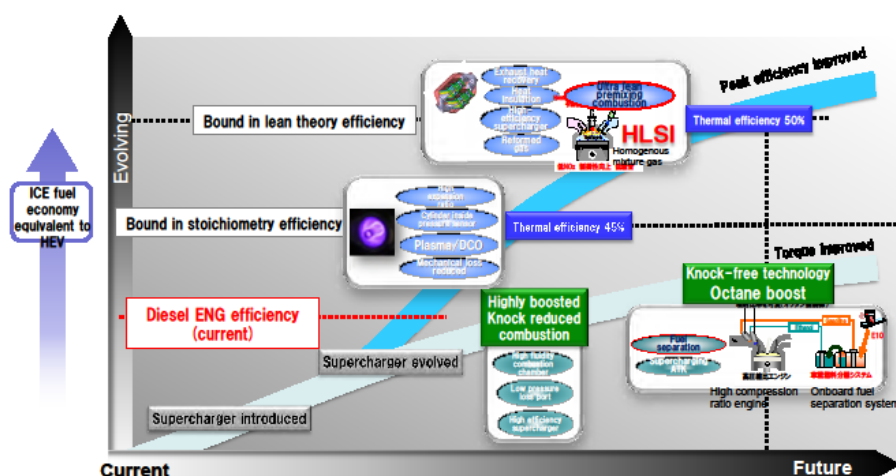 Peak efficiency improved
Exhaust heat
recovery
Heat
insulation
High
efficiency
supercharger
Reformed
gas
Ultra lean
premixing
combustion
HLSI
Homogenous
mixture gas
Bound in lean theory efficiency
Thermal efficiency 50%
Evolving
ICE fuel
economy
equivalent to
HEV
Bound in stoichiometry efficiency
High
expansion
ratio
Cylinder inside
pressure sensor
Plasme/DCO
Mechanical loss
reduced
Thermal efficiency 45%
Torque improved
Knock-free technology
Octane boost
Diesel ENG efficiency
(current)
Highly boosted
Knock reduced
combustion
Fuel
separation
E10
Supercharger evolved
High fluidity
combustion
chamber
Low pressure
loss port
High efficiency
supercharger
High compression
ratio engine
Onboard fuel
separation system
Supercharger introduced
Current
Future